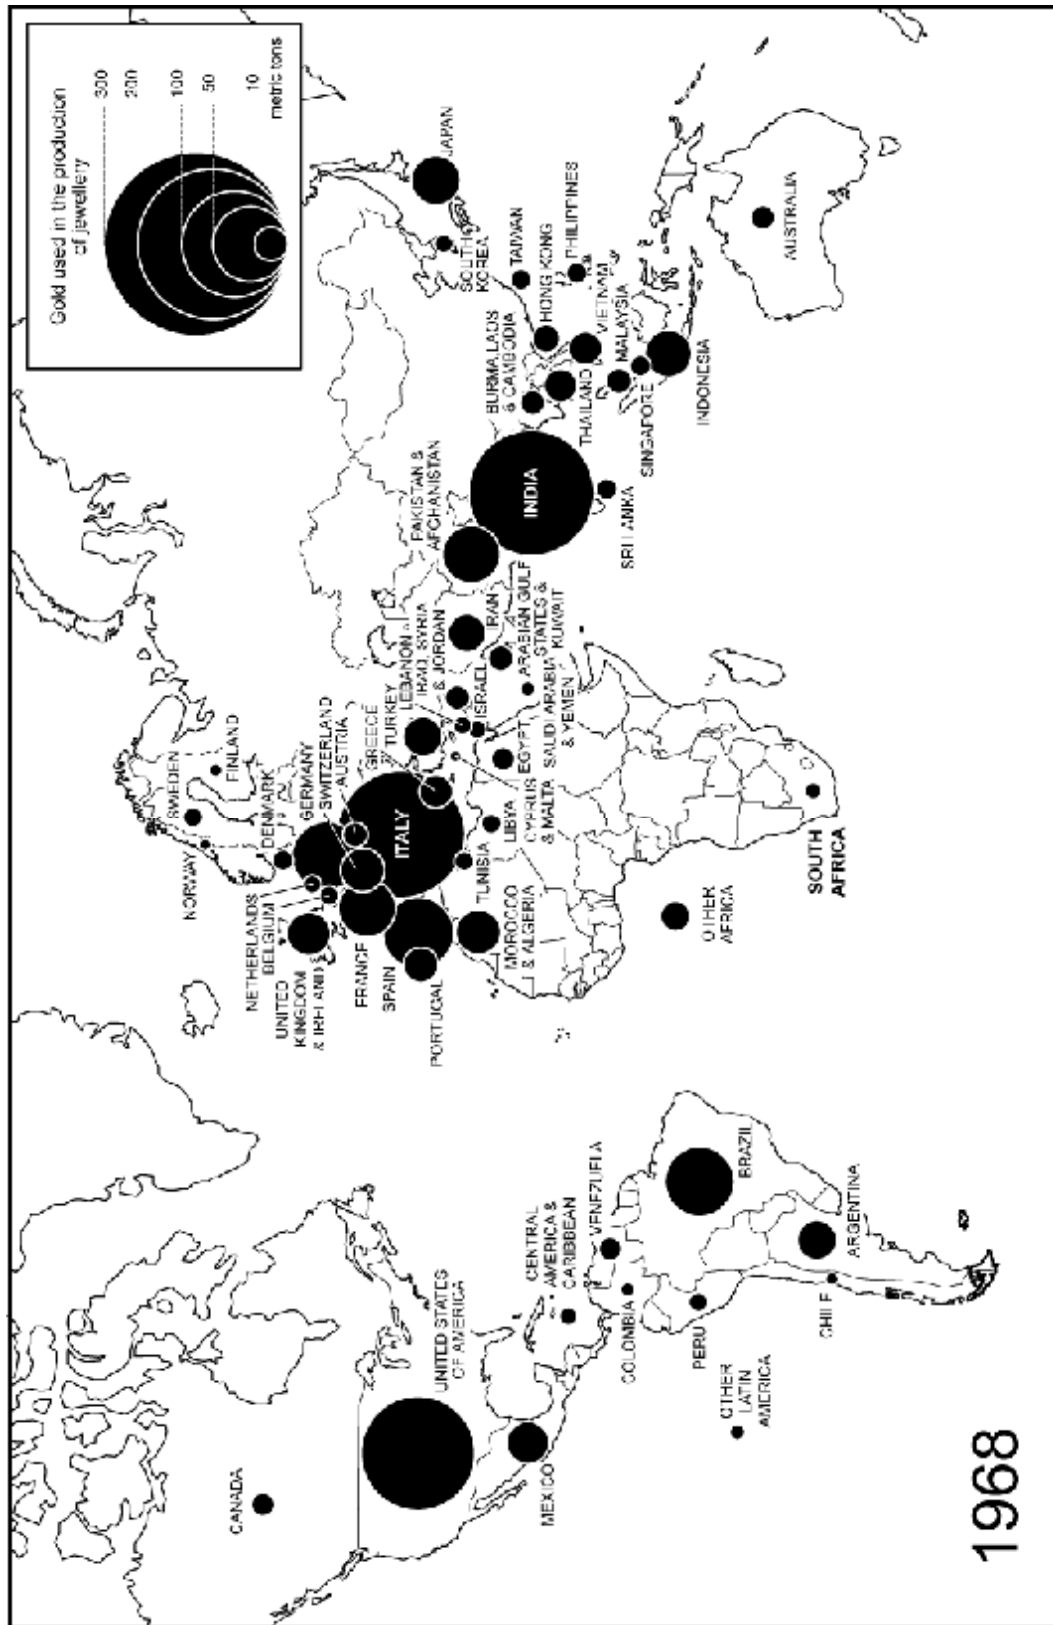 Gold used in the production
of jewellery
300
200
100
50
10
metric tons
CANADA
UNITED STATES
OF AMERICA
MEXICO
CENTRAL
AMERICA &
CARIBBEAN
VENEZUELA
COLOMBIA
PERU
BRAZIL
OTHER
LATIN
AMERICA
CHILE
ARGENTINA
NORWAY
SWEDEN
FINLAND
DENMARK
NETHERLANDS
BELGIUM
UNITED
KINGDOM
& IRELAND
GERMANY
SWITZERLAND
AUSTRIA
FRANCE
SPAIN
PORTUGAL
ITALY
GREECE
TURKEY
LEBANON
IRAQ, SYRIA
& JORDAN
ISRAEL
IRAN
ARABIAN GULF
STATES &
KUWAIT
SAUDI ARABIA
& YEMEN
EGYPT
CYPRUS
& MALTA
LIBYA
TUNISIA
MOROCCO
& ALGERIA
OTHER
AFRICA
SOUTH
AFRICA
PAKISTAN &
AFGHANISTAN
INDIA
SRI LANKA
BURMA, LAOS
& CAMBODIA
THAILAND
VIETNAM
MALAYSIA
SINGAPORE
INDONESIA
HONG KONG
TAIWAN
PHILIPPINES
SOUTH
KOREA
JAPAN
AUSTRALIA
1968